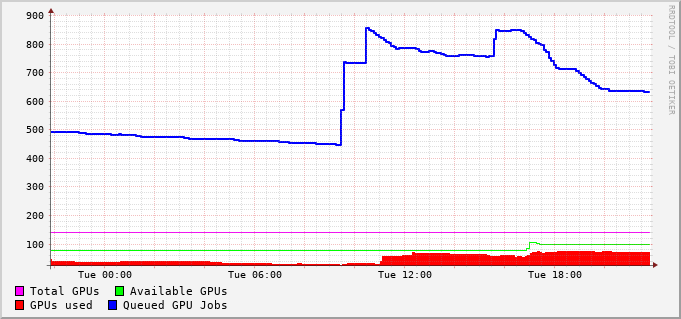 900
800
700
600
500
400
300
200
100
Tue 00:00 Tue 06:00 Tue 12:00 Tue 18:00
Total GPUs Available GPUs
GPUs used Queued GPU Jobs
RRDTOOL / TOBI OETIKER